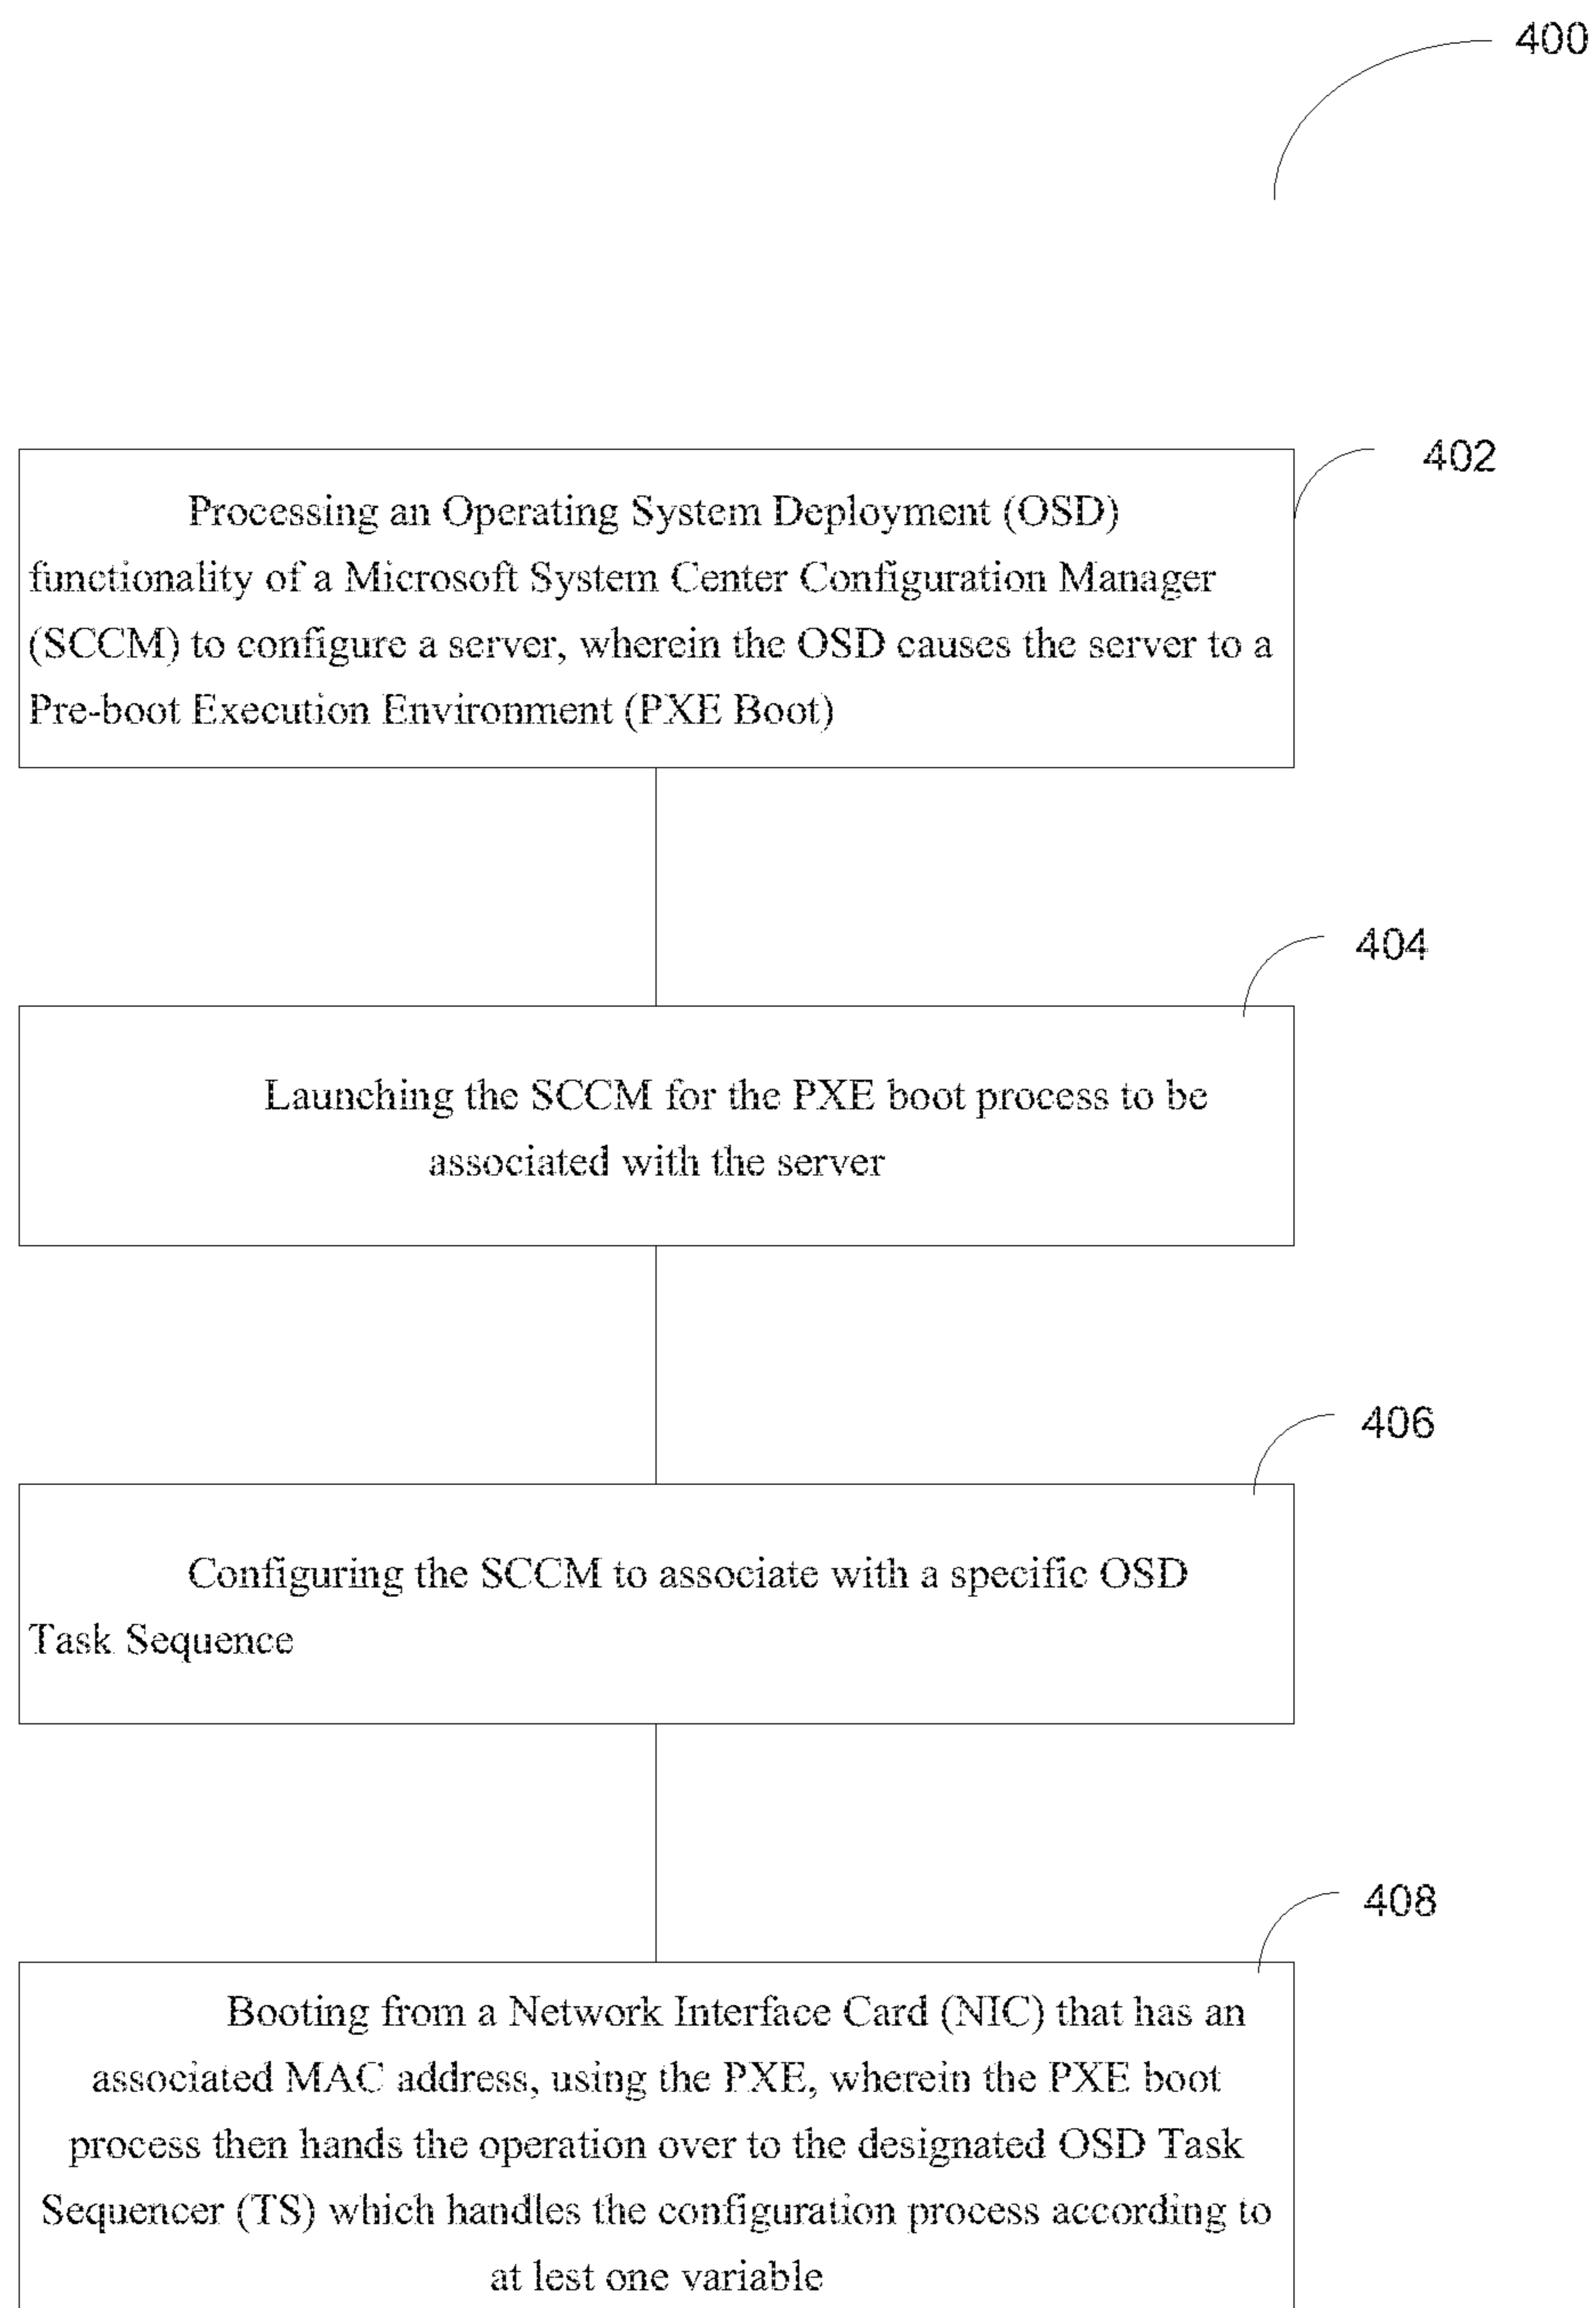 400
402
Processing an Operating System Deployment (OSD)
functionality of a Microsoft System Center Configuration Manager
(SCCM) to configure a server, wherein the OSD causes the server to a
Pre-boot Execution Environment (PXE Boot)
404
Launching the SCCM for the PXE boot process to be
associated with the server
406
Configuring the SCCM to associate with a specific OSD
Task Sequence
408
Booting from a Network Interface Card (NIC) that has an
associated MAC address, using the PXE, wherein the PXE boot
process then hands the operation over to the designated OSD Task
Sequencer (TS) which handles the configuration process according to
at lest one variable